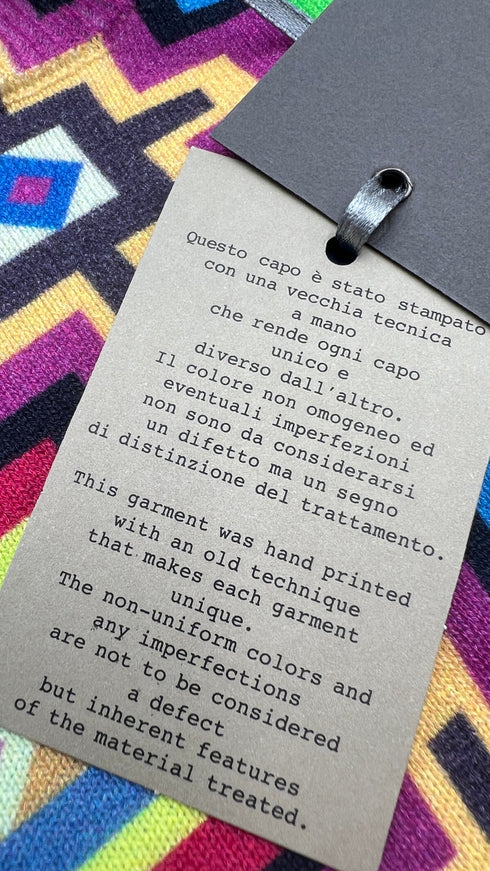 Questo capo è stato stampato
con una vecchia tecnica
a mano
che rende ogni capo
unico e
diverso dall'altro.
Il colore non omogeneo ed
eventuali imperfezioni
non sono da considerarsi
un difetto ma un segno
di distinzione del trattamento.
This garment was hand printed
with an old technique
that makes each garment
unique.
The non-uniform colors and
any imperfections
are not to be considered
a defect
but inherent features
of the material treated.